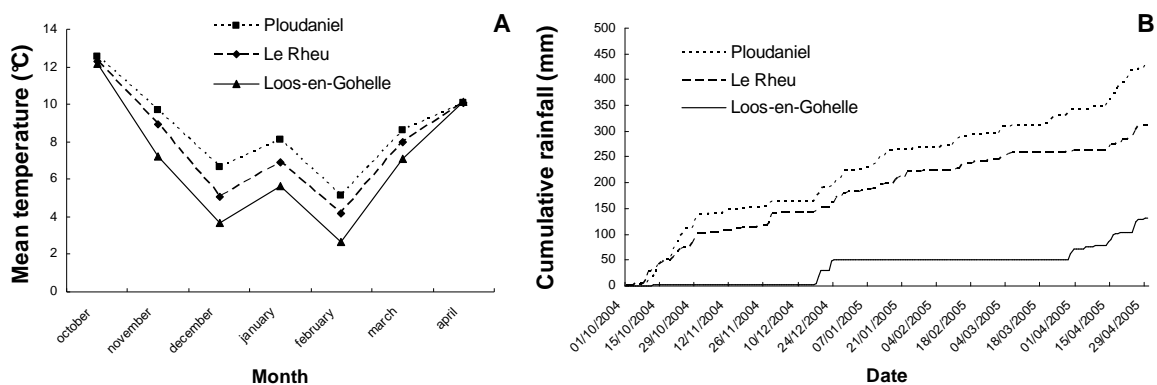 A
Mean temperature (°C)
14
12
10
8
6
4
2
0
Ploudaniel
Le Rheu
Loos-en-Gohelle
october
november
december
january
february
march
april
Month
B
Cumulative rainfall (mm)
500
450
400
350
300
250
200
150
100
50
0
Ploudaniel
Le Rheu
Loos-en-Gohelle
01/10/2004
15/10/2004
29/10/2004
12/11/2004
26/11/2004
10/12/2004
24/12/2004
07/01/2005
21/01/2005
04/02/2005
18/02/2005
04/03/2005
18/03/2005
01/04/2005
15/04/2005
29/04/2005
Date